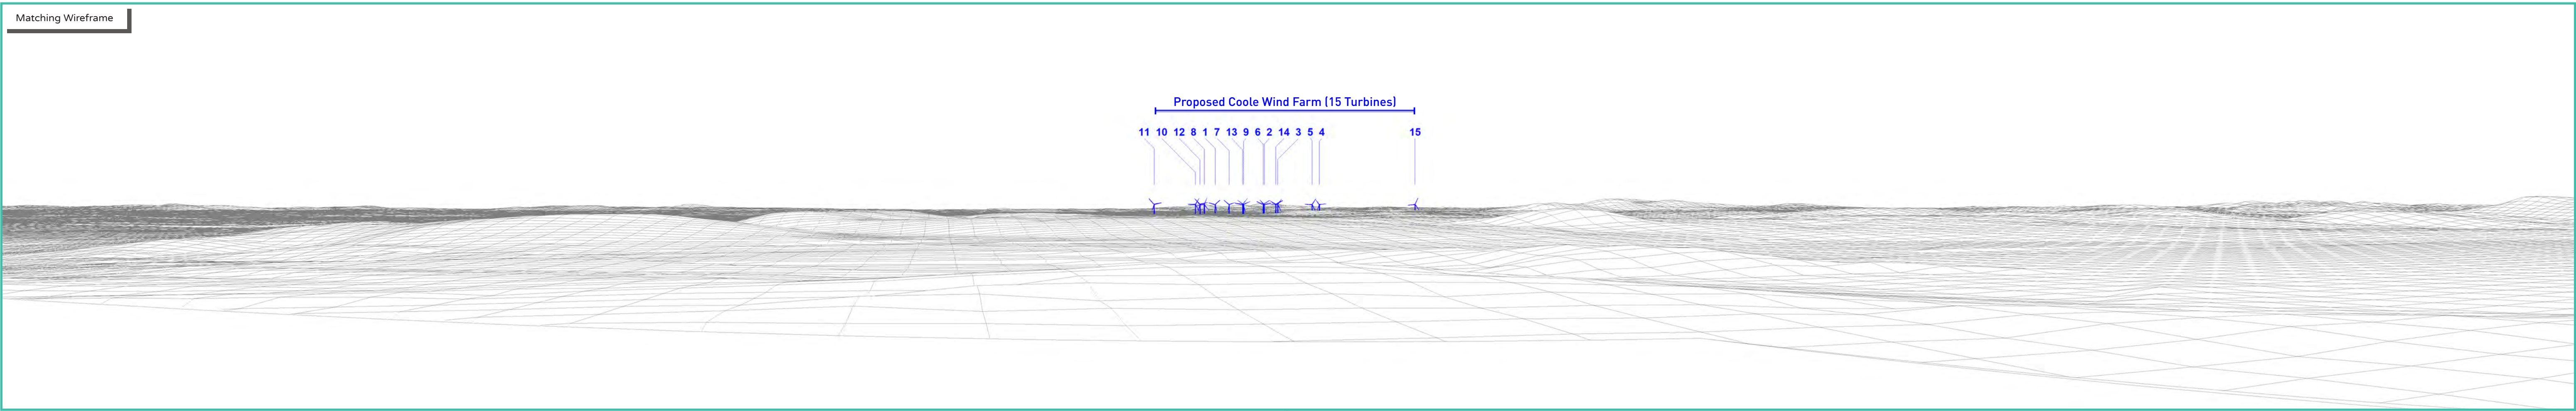 Matching Wireframe
Proposed Coole Wind Farm (15 Turbines)
11 10 12 8 1 7 13 9 6 2 14 3 5 4 15